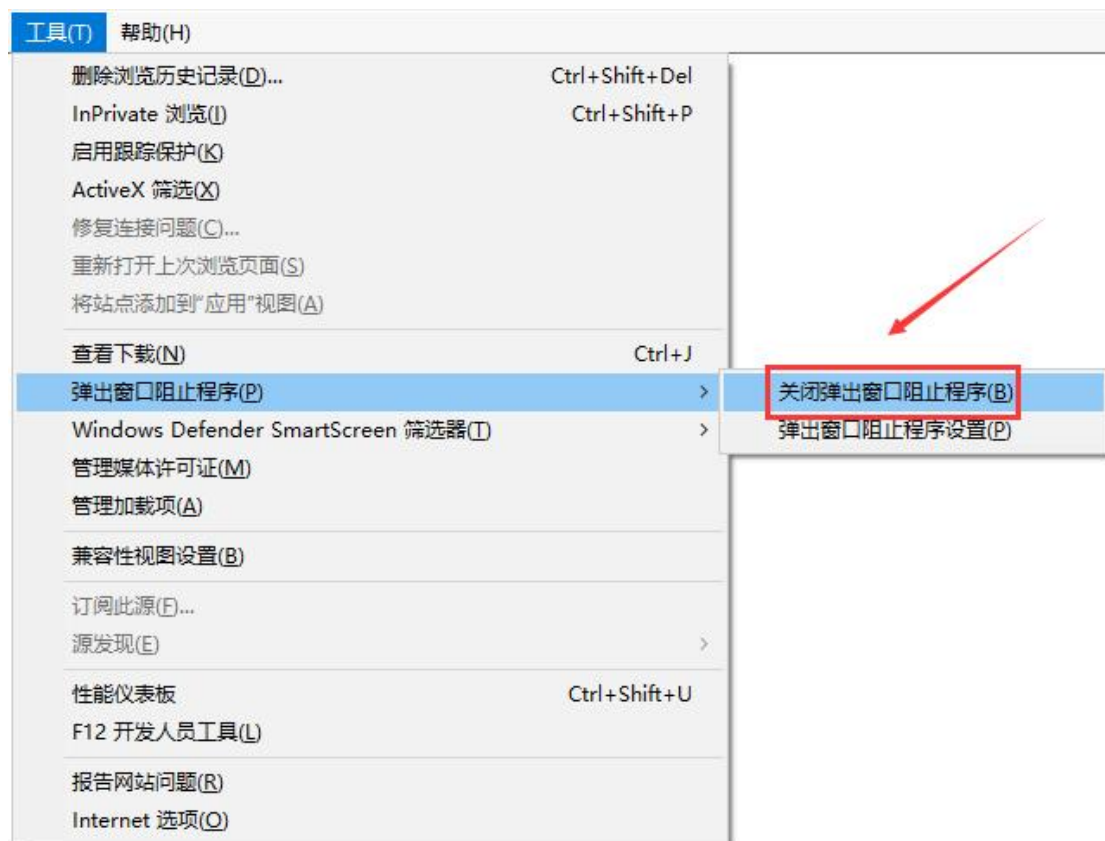 工具(T) 帮助(H)
删除浏览历史记录(D)... Ctrl+Shift+Del
InPrivate 浏览(I) Ctrl+Shift+P
启用跟踪保护(K)
ActiveX 筛选(X)
修复连接问题(C)...
重新打开上次浏览页面(S)
将站点添加到“应用”视图(A)
查看下载(N) Ctrl+J
弹出窗口阻止程序(P) >
关闭弹出窗口阻止程序(B)
Windows Defender SmartScreen 筛选器(T) >
弹出窗口阻止程序设置(P)
管理媒体许可证(M)
管理加载项(A)
兼容性视图设置(B)
订阅此源(F)...
源发现(E) >
性能仪表板 Ctrl+Shift+U
F12 开发人员工具(L)
报告网站问题(R)
Internet 选项(O)